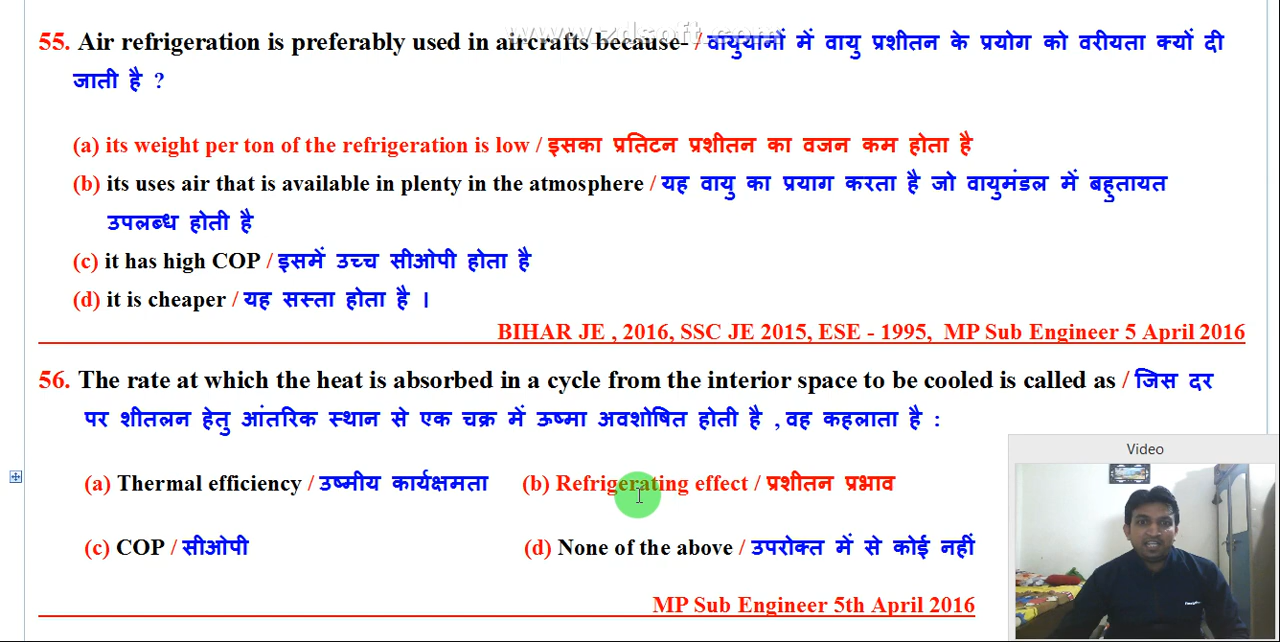 www.zdsoft.com
55. Air refrigeration is preferably used in aircrafts because- / वायुयानों में वायु प्रशीतन के प्रयोग को वरीयता क्यों दी
जाती है ?
(a) its weight per ton of the refrigeration is low / इसका प्रतिटन प्रशीतन का वजन कम होता है
(b) its uses air that is available in plenty in the atmosphere / यह वायु का प्रयाग करता है जो वायुमंडल में बहुतायत
उपलब्ध होती है
(c) it has high COP / इसमें उच्च सीओपी होता है
(d) it is cheaper / यह सस्ता होता है ।
BIHAR JE , 2016, SSC JE 2015, ESE - 1995, MP Sub Engineer 5 April 2016
56. The rate at which the heat is absorbed in a cycle from the interior space to be cooled is called as / जिस दर
पर शीतलन हेतु आंतरिक स्थान से एक चक्र में ऊष्मा अवशोषित होती है , वह कहलाता है :
(a) Thermal efficiency / उष्मीय कार्यक्षमता (b) Refrigerating effect / प्रशीतन प्रभाव
(c) COP / सीओपी (d) None of the above / उपरोक्त में से कोई नहीं
MP Sub Engineer 5th April 2016
Video